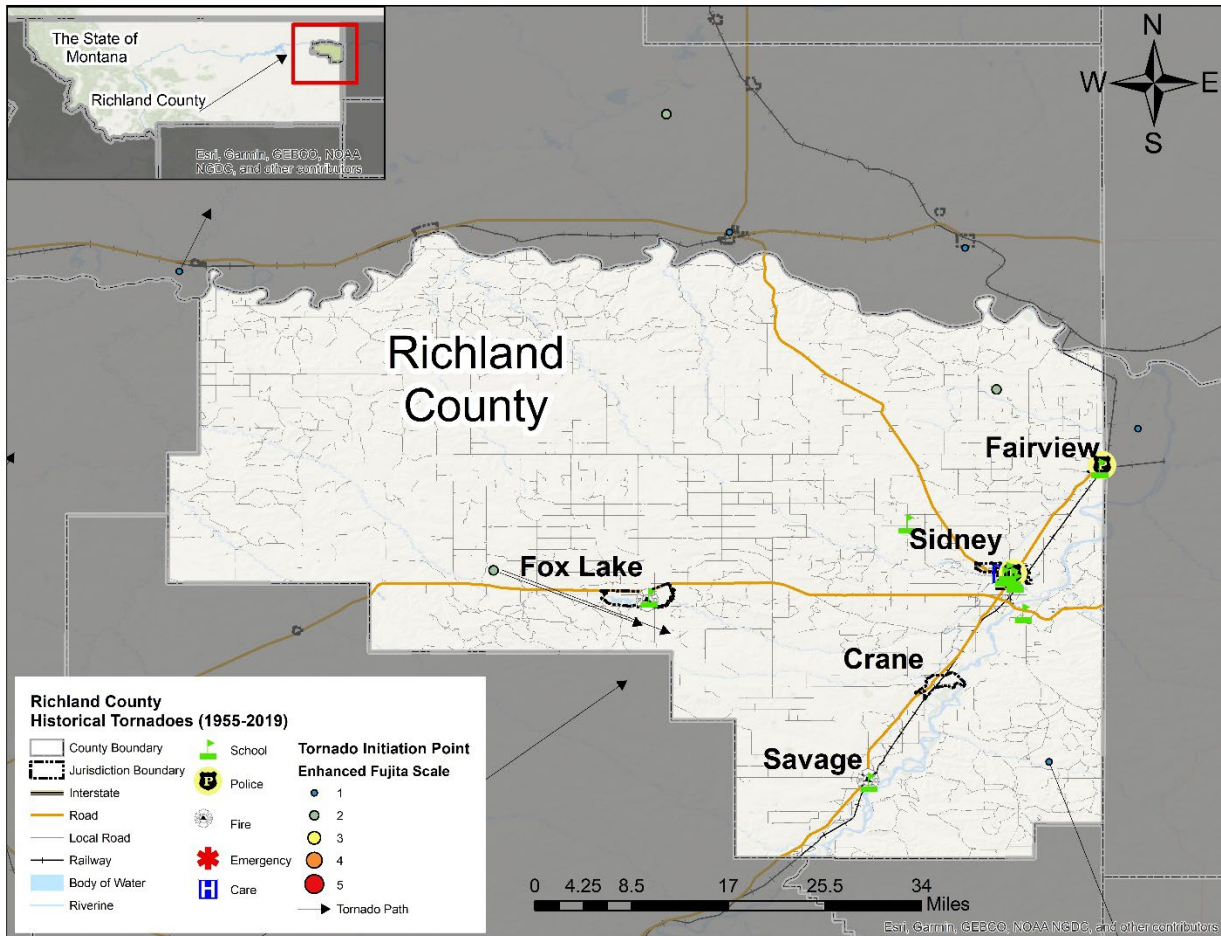 The State of
Montana
Richland County
Esri, Garmin, GEBCO, NOAA
NGDC, and other contributors
N
W E
S
Richland
County
Fairview
Sidney
Fox Lake
Crane
Savage
Richland County
Historical Tornadoes (1955-2019)
County Boundary
Jurisdiction Boundary
Interstate
Road
Local Road
Railway
Body of Water
Riverine
School
P Police
Fire
Emergency
H Care
Tornado Initiation Point
Enhanced Fujita Scale
1
2
3
4
5
Tornado Path
0 4.25 8.5 17 25.5 34
Miles
Esri, Garmin, GEBCO, NOAA NGDC, and other contributors